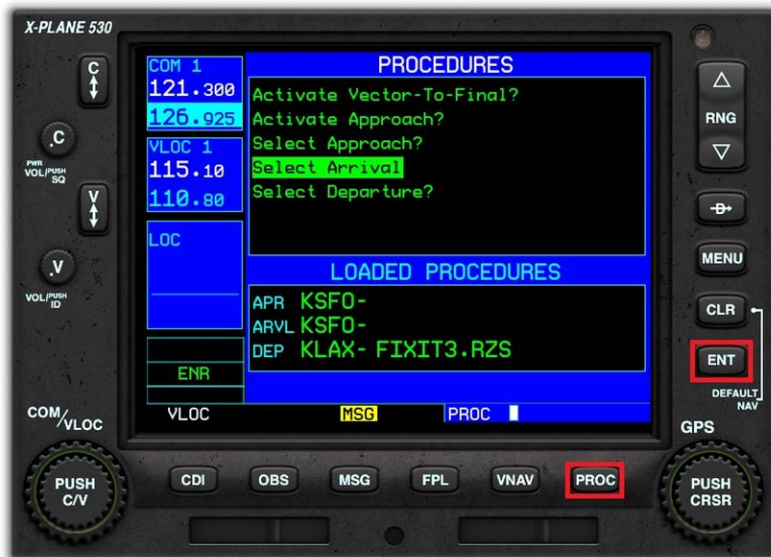 X-PLANE 530
C
.C
PWR
VOL/PUSH
SQ
V
.V
VOL/PUSH
ID
COM/VLOC
PUSH
C/V
COM 1
121.300
126.925
VLOC 1
115.10
110.80
LOC
ENR
VLOC
PROCEDURES
Activate Vector-To-Final?
Activate Approach?
Select Approach?
Select Arrival
Select Departure?
LOADED PROCEDURES
APR KSFO-
ARVL KSFO-
DEP KLAX- FIXIT3.RZS
MSG
PROC
RNG
D
MENU
CLR
ENT
DEFAULT
NAV
GPS
PUSH
CRSR
CDI
OBS
MSG
FPL
VNAV
PROC